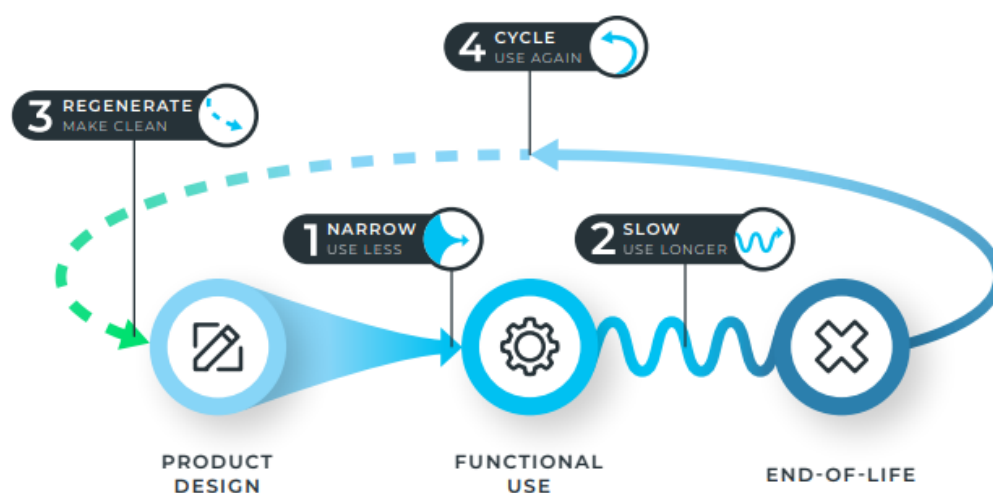 4 CYCLE
USE AGAIN
3 REGENERATE
MAKE CLEAN
1 NARROW
USE LESS
2 SLOW
USE LONGER
PRODUCT
DESIGN
FUNCTIONAL
USE
END-OF-LIFE